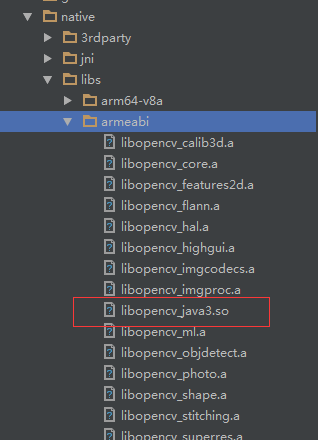 native
3rdparty
jni
libs
arm64-v8a
armeabi
libopencv_calib3d.a
libopencv_core.a
libopencv_features2d.a
libopencv_flann.a
libopencv_hal.a
libopencv_highgui.a
libopencv_imgcodecs.a
libopencv_imgproc.a
libopencv_java3.so
libopencv_ml.a
libopencv_objdetect.a
libopencv_photo.a
libopencv_shape.a
libopencv_stitching.a
libopencv_superres.a